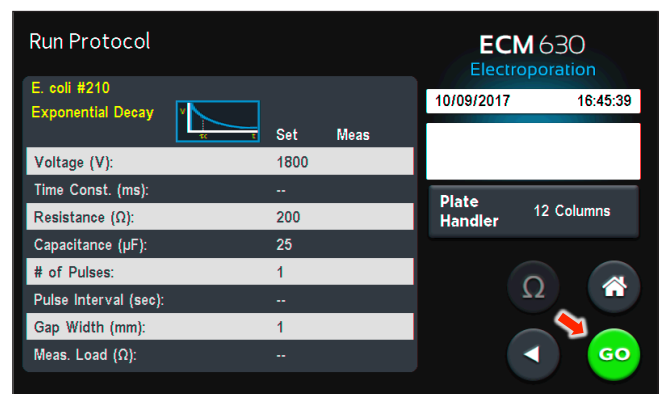 Run Protocol
ECM 630
Electroporation
E. coli #210
Exponential Decay
V
τc
t
Set Meas
10/09/2017 16:45:39
Voltage (V): 1800
Time Const. (ms): --
Resistance (Ω): 200
Capacitance (μF): 25
# of Pulses: 1
Pulse Interval (sec): --
Gap Width (mm): 1
Meas. Load (Ω): --
Plate Handler 12 Columns
Ω
GO